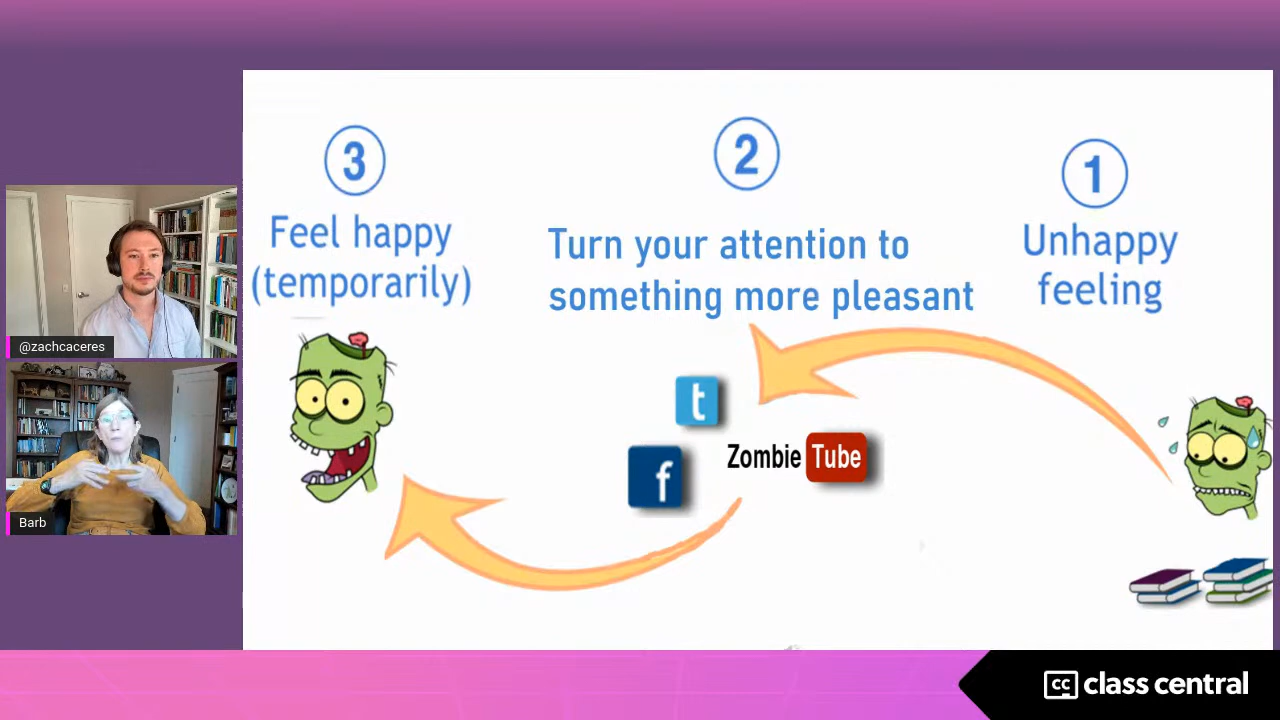 3
Feel happy
(temporarily)
2
Turn your attention to
something more pleasant
1
Unhappy
feeling
t
f
Zombie Tube
@zachcaceres
Barb
cc class central